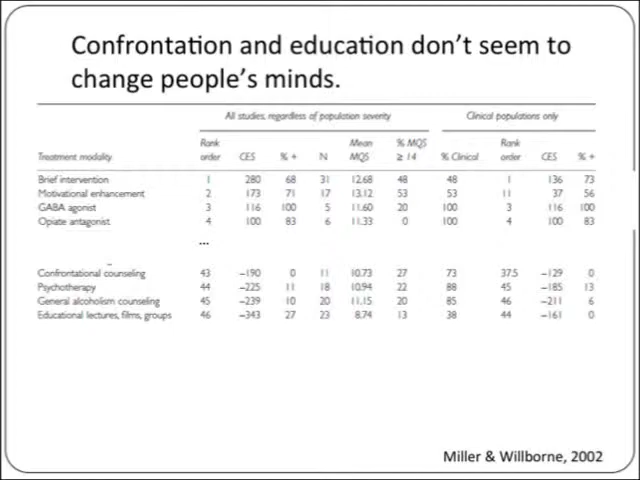 Confrontation and education don't seem to
change people's minds.
All studies, regardless of population severity Clinical populations only
Rank Mean % MQS Rank
Treatment modality order CES % + N MQS ≥ 14 % Clinical order CES % +
Brief intervention 1 280 68 31 12.68 48 48 1 136 73
Motivational enhancement 2 173 71 17 13.12 53 53 11 37 56
GABA agonist 3 116 100 5 11.60 20 100 3 116 100
Opiate antagonist 4 100 83 6 11.33 0 100 4 100 83
...
Confrontational counseling 43 −190 0 11 10.73 27 73 37.5 −129 0
Psychotherapy 44 −225 11 18 10.94 22 88 45 −185 13
General alcoholism counseling 45 −239 10 20 11.15 20 85 46 −211 6
Educational lectures, films, groups 46 −343 27 23 8.74 13 38 44 −161 0
Miller & Willborne, 2002